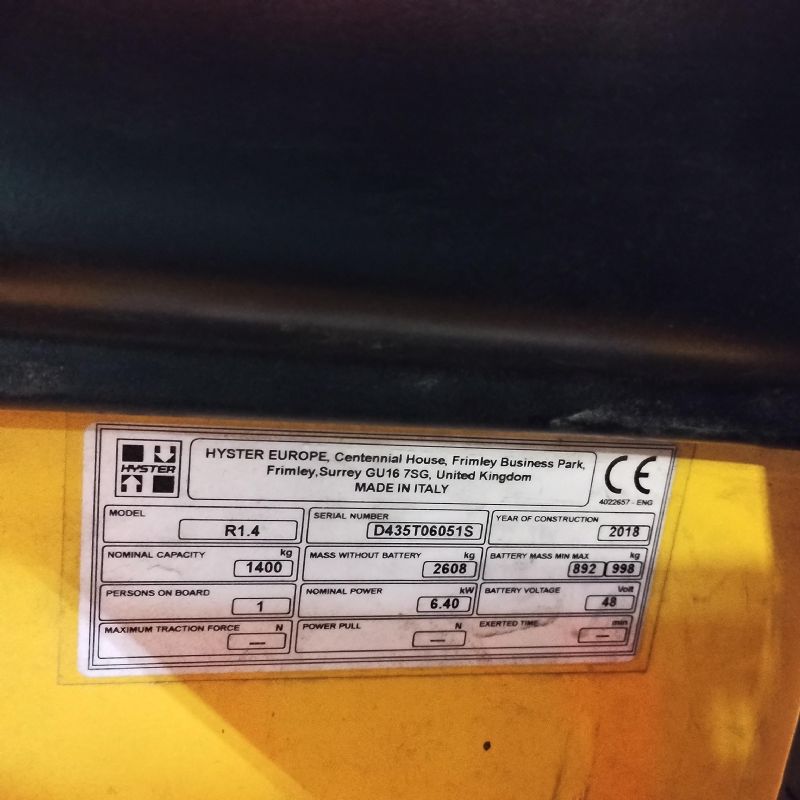 HYSTER
HYSTER EUROPE, Centennial House, Frimley Business Park,
Frimley,Surrey GU16 7SG, United Kingdom
MADE IN ITALY
CE
4022657 - ENG
MODEL
R1.4
SERIAL NUMBER
D435T06051S
YEAR OF CONSTRUCTION
2018
NOMINAL CAPACITY kg
1400
MASS WITHOUT BATTERY kg
2608
BATTERY MASS MIN MAX kg
892 998
PERSONS ON BOARD
1
NOMINAL POWER kW
6.40
BATTERY VOLTAGE Volt
48
MAXIMUM TRACTION FORCE N
—
POWER PULL N
—
EXERTED TIME min
—